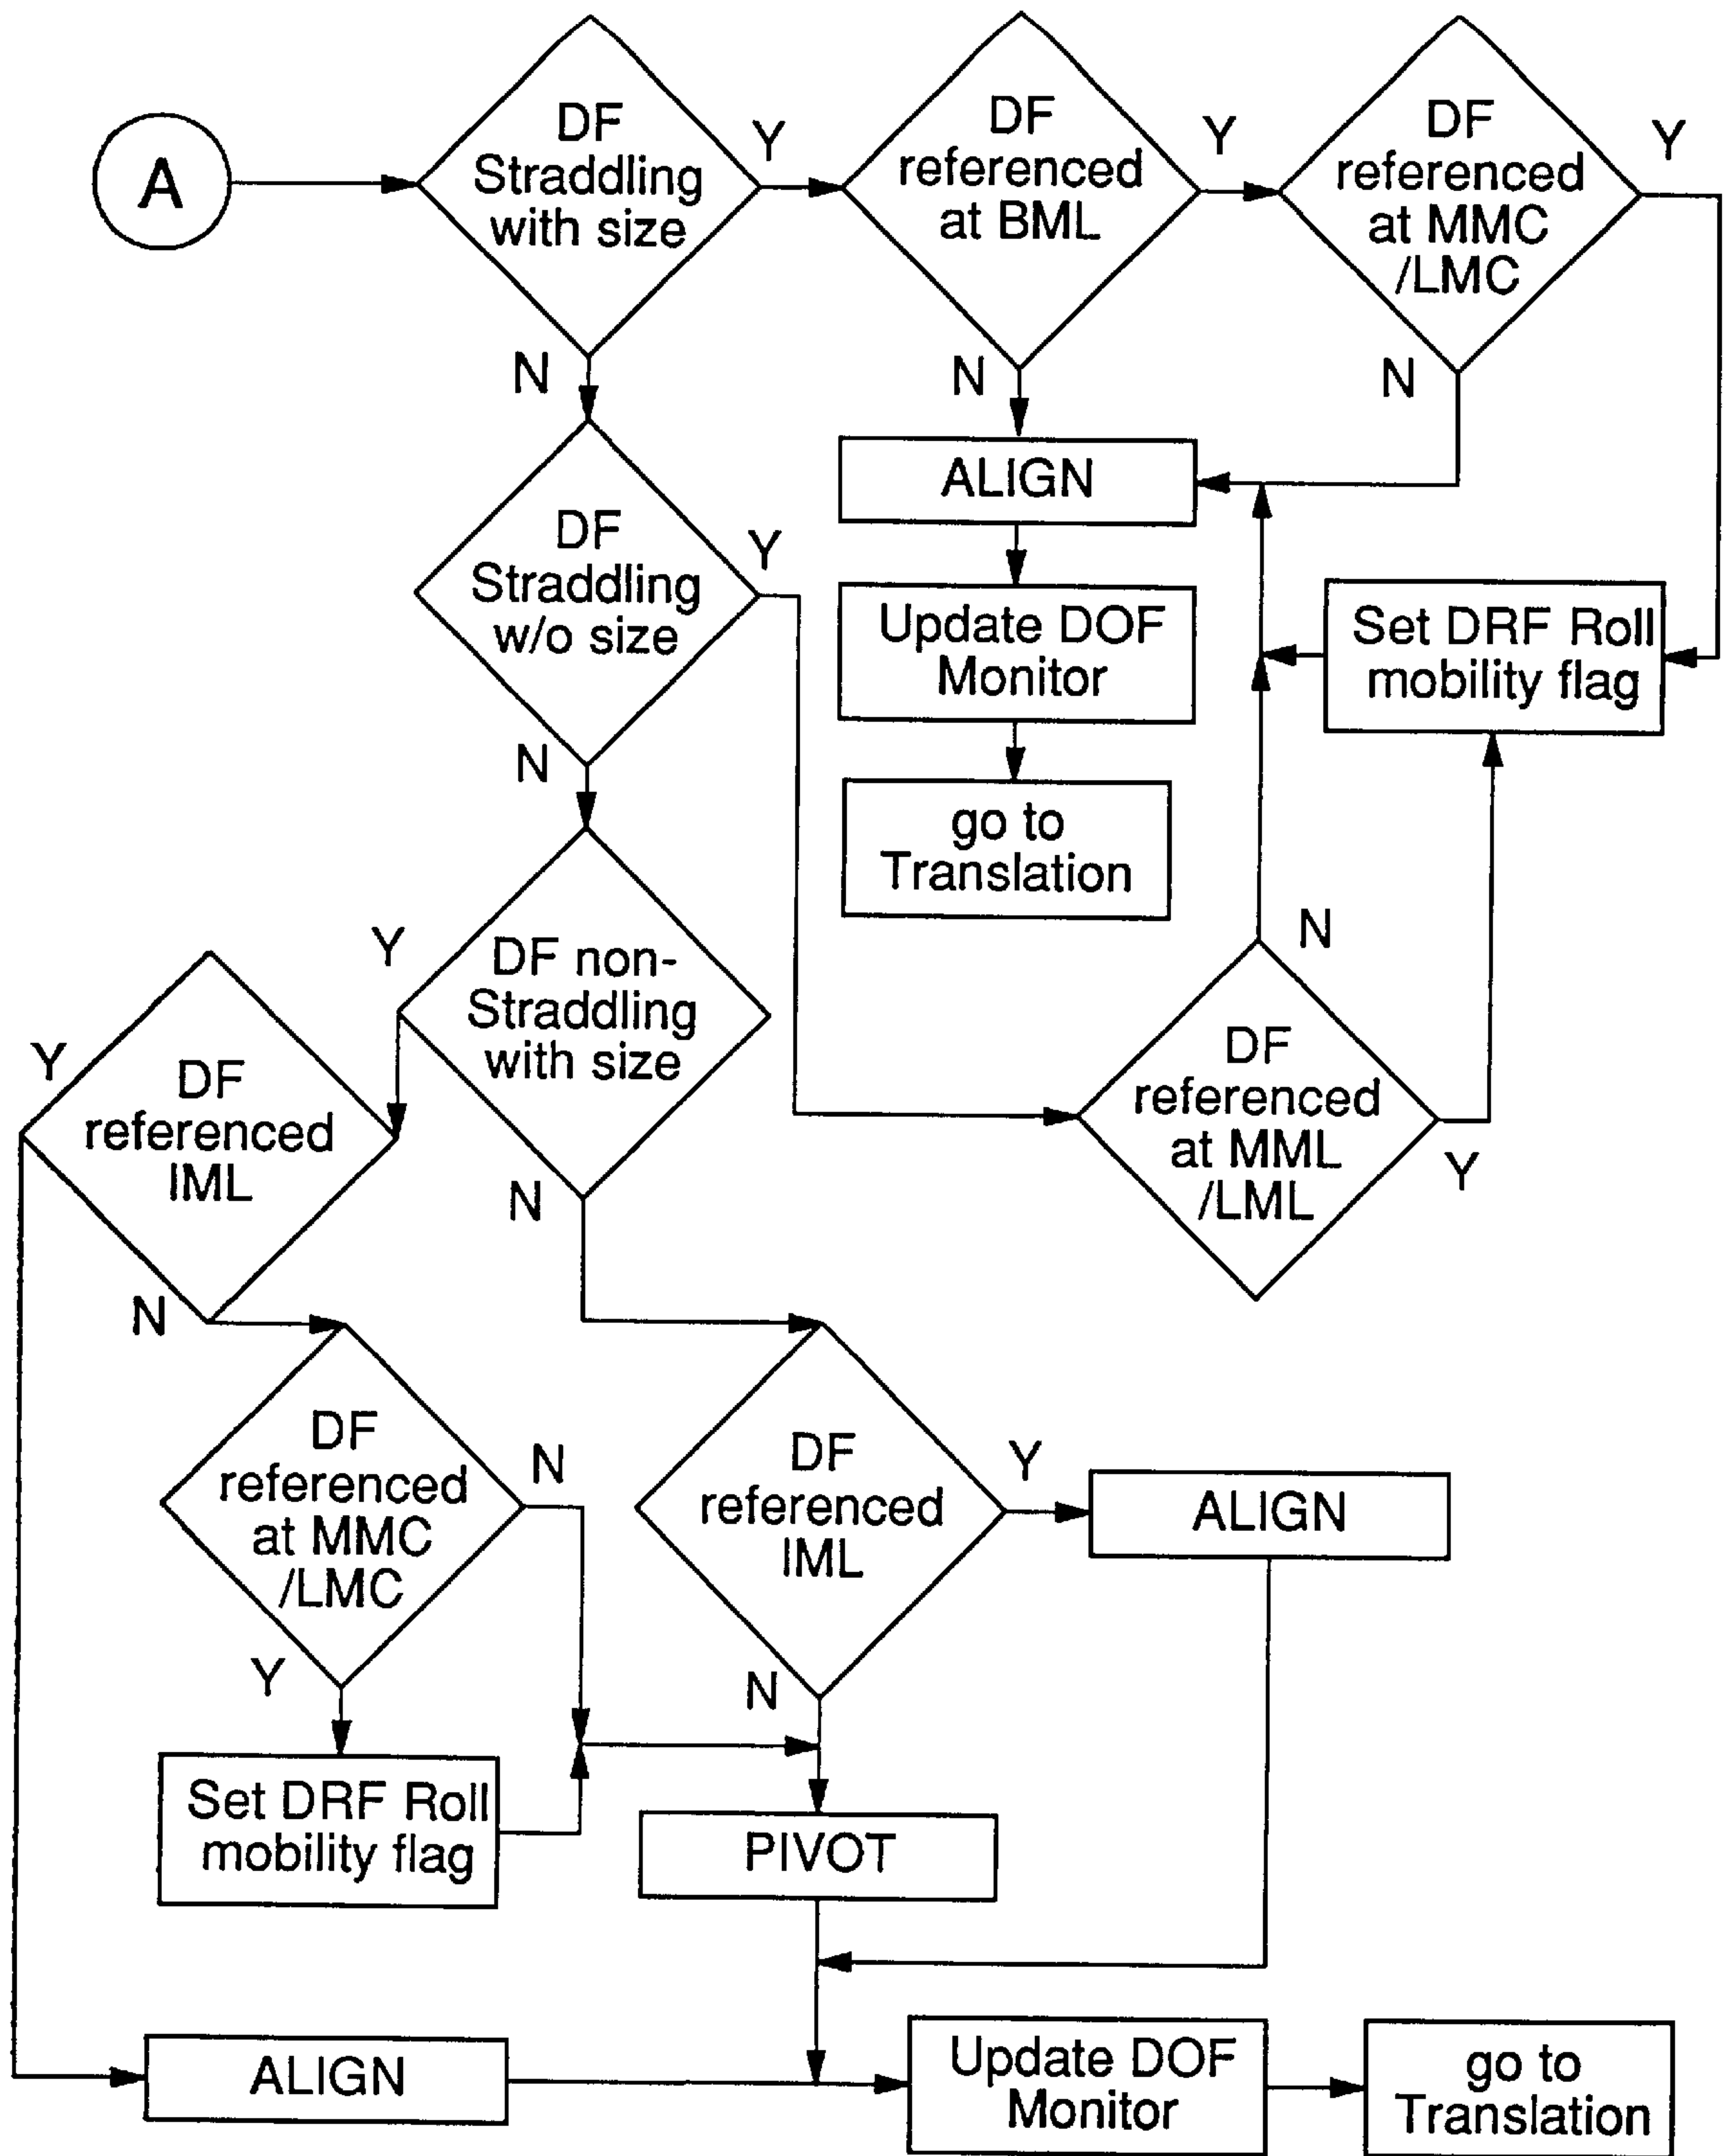 A
DF
Straddling
with size
Y
N
DF
referenced
at BML
Y
N
DF
referenced
at MMC
/LMC
Y
N
ALIGN
Update DOF
Monitor
go to
Translation
Set DRF Roll
mobility flag
DF
Straddling
w/o size
Y
N
DF
referenced
at MML
/LML
N
Y
DF non-
Straddling
with size
Y
N
DF
referenced
IML
Y
N
DF
referenced
at MMC
/LMC
N
Y
Set DRF Roll
mobility flag
DF
referenced
IML
Y
N
ALIGN
PIVOT
ALIGN
Update DOF
Monitor
go to
Translation